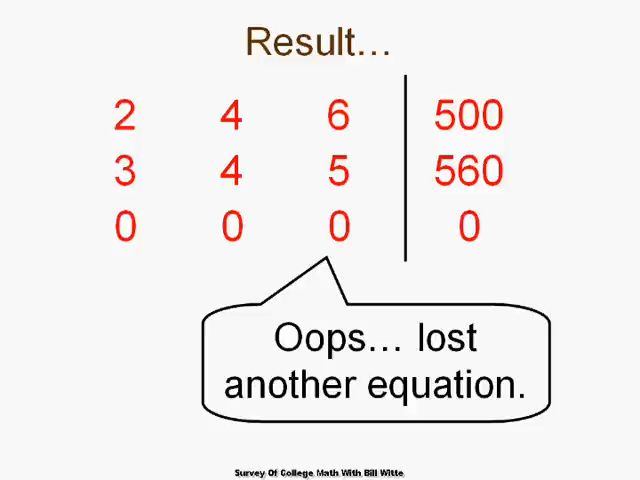 Result...
2 4 6 500
3 4 5 560
0 0 0 0
Oops... lost
another equation.
Survey Of College Math With Bill Witte